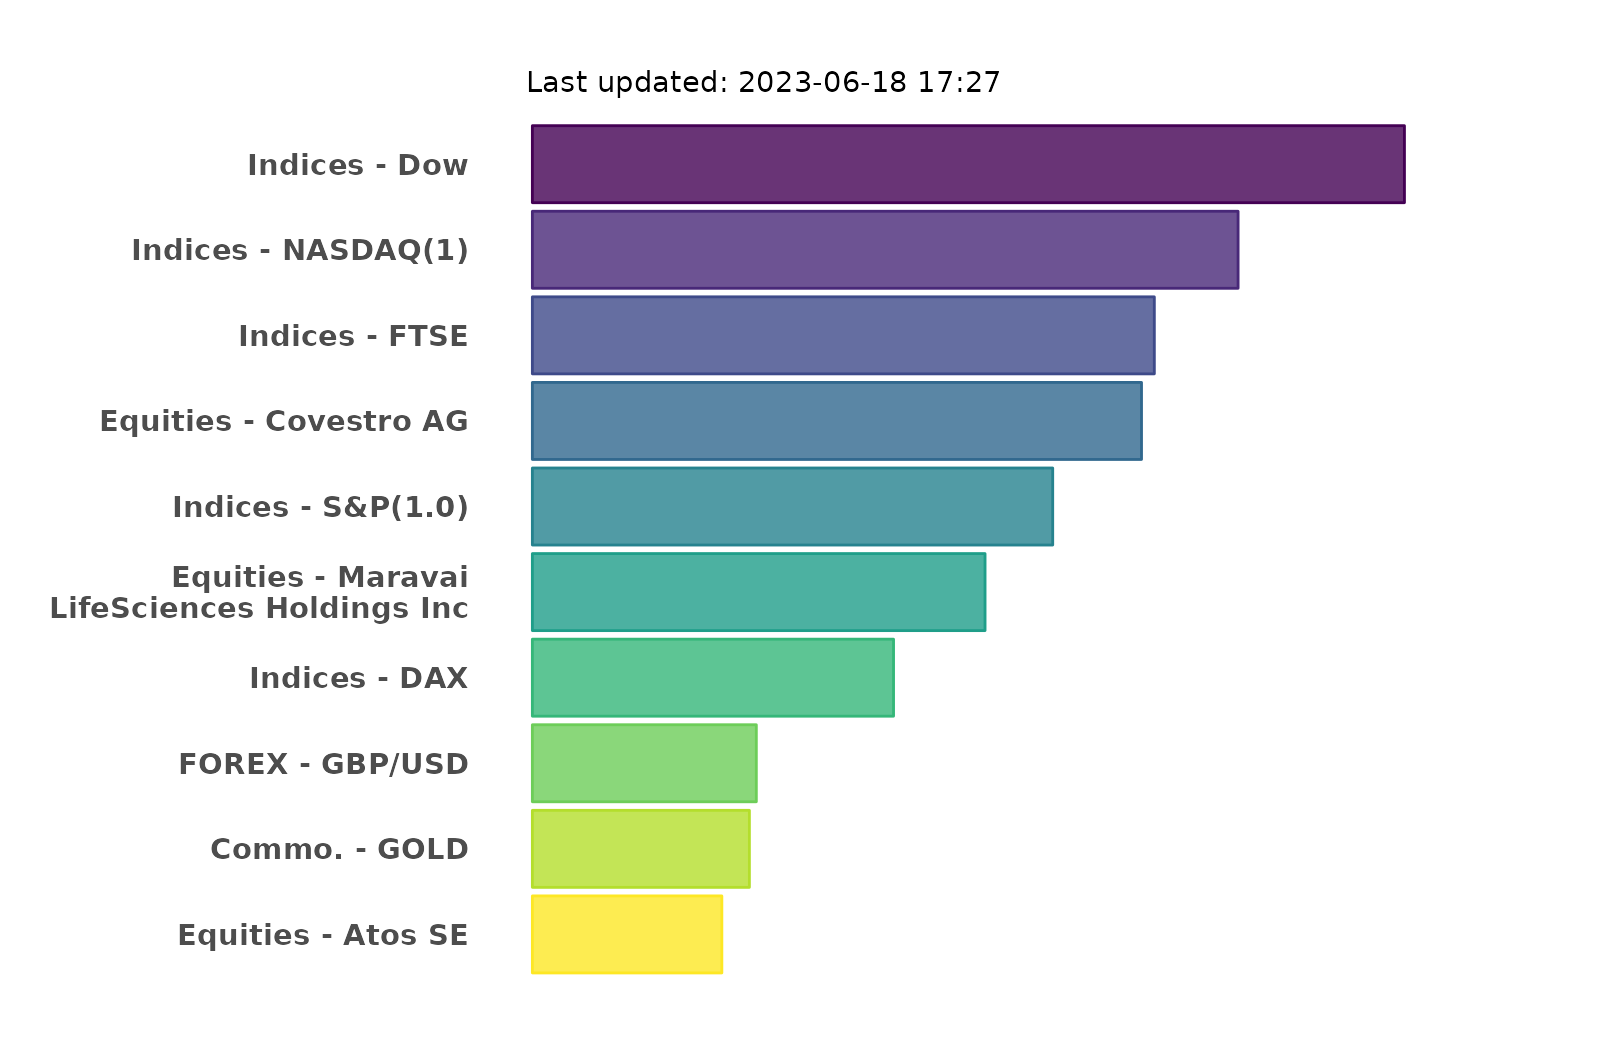 Last updated: 2023-06-18 17:27
Indices - Dow
Indices - NASDAQ(1)
Indices - FTSE
Equities - Covestro AG
Indices - S&P(1.0)
Equities - Maravai
LifeSciences Holdings Inc
Indices - DAX
FOREX - GBP/USD
Commo. - GOLD
Equities - Atos SE